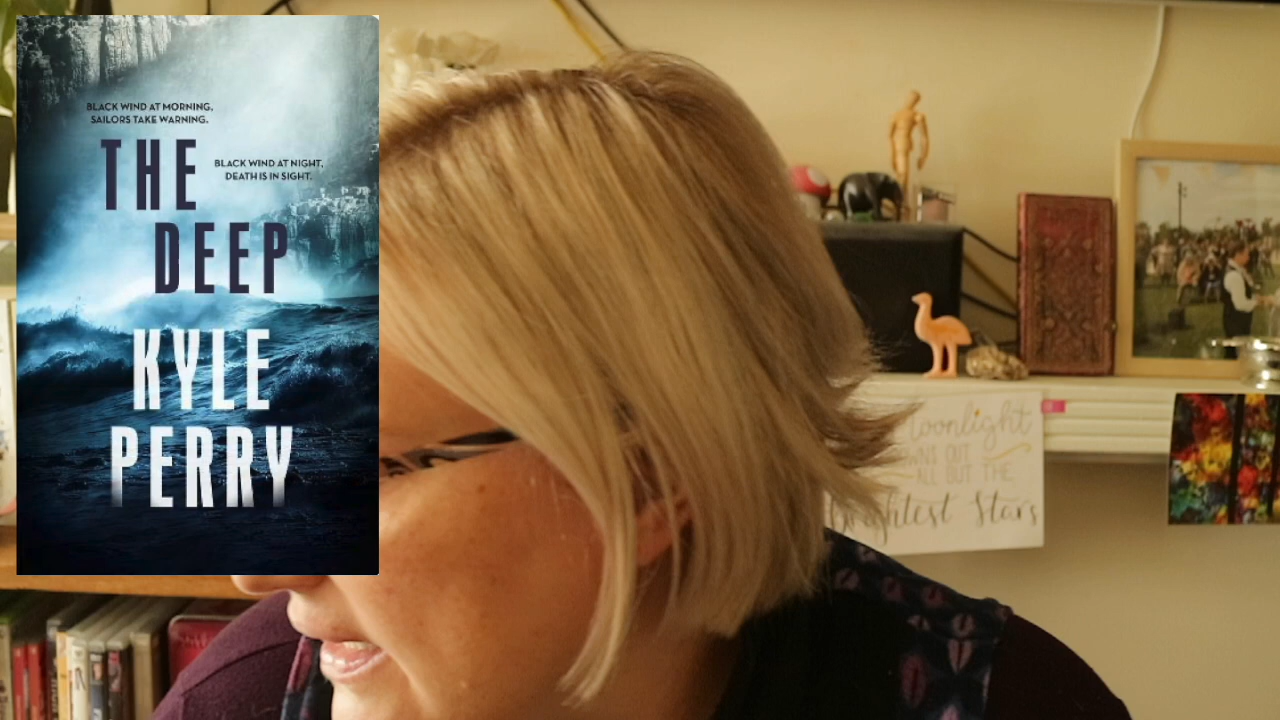 BLACK WIND AT MORNING,
SAILORS TAKE WARNING.
THE
BLACK WIND AT NIGHT,
DEATH IS IN SIGHT.
DEEP
KYLE
PERRY
Moonlight
ALL BUT THE
Brightest Stars